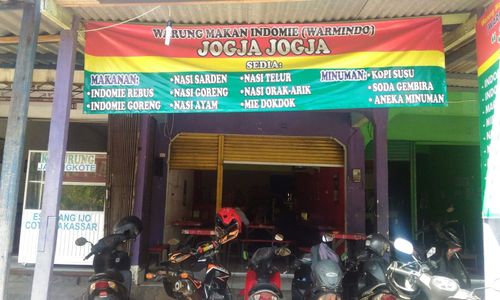 WARUNG MAKAN INDOMIE (WARMINDO)
JOGJA JOGJA
SEDIA:
MAKANAN:
•INDOMIE REBUS
•INDOMIE GORENG
•NASI SARDEN
•NASI GORENG
•NASI AYAM
•NASI TELUR
•NASI ORAK-ARIK
•MIE DOKDOK
MINUMAN:
•KOPI SUSU
•SODA GEMBIRA
•ANEKA MINUMAN
WARUNG